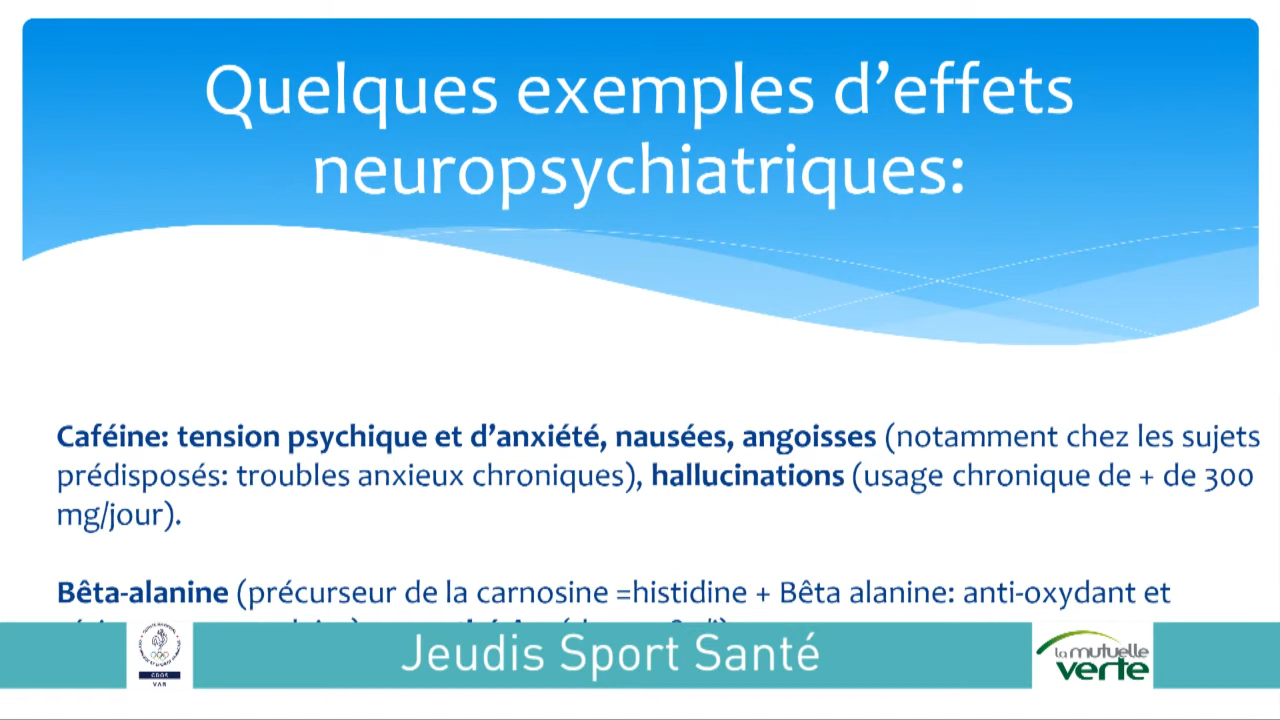 Quelques exemples d’effets
neuropsychiatriques:
Caféine: tension psychique et d’anxiété, nausées, angoisses (notamment chez les sujets
prédisposés: troubles anxieux chroniques), hallucinations (usage chronique de + de 300
mg/jour).
Bêta-alanine (précurseur de la carnosine =histidine + Bêta alanine: anti-oxydant et
CDOS
VAR
Jeudis Sport Santé
la mutuelle
verte